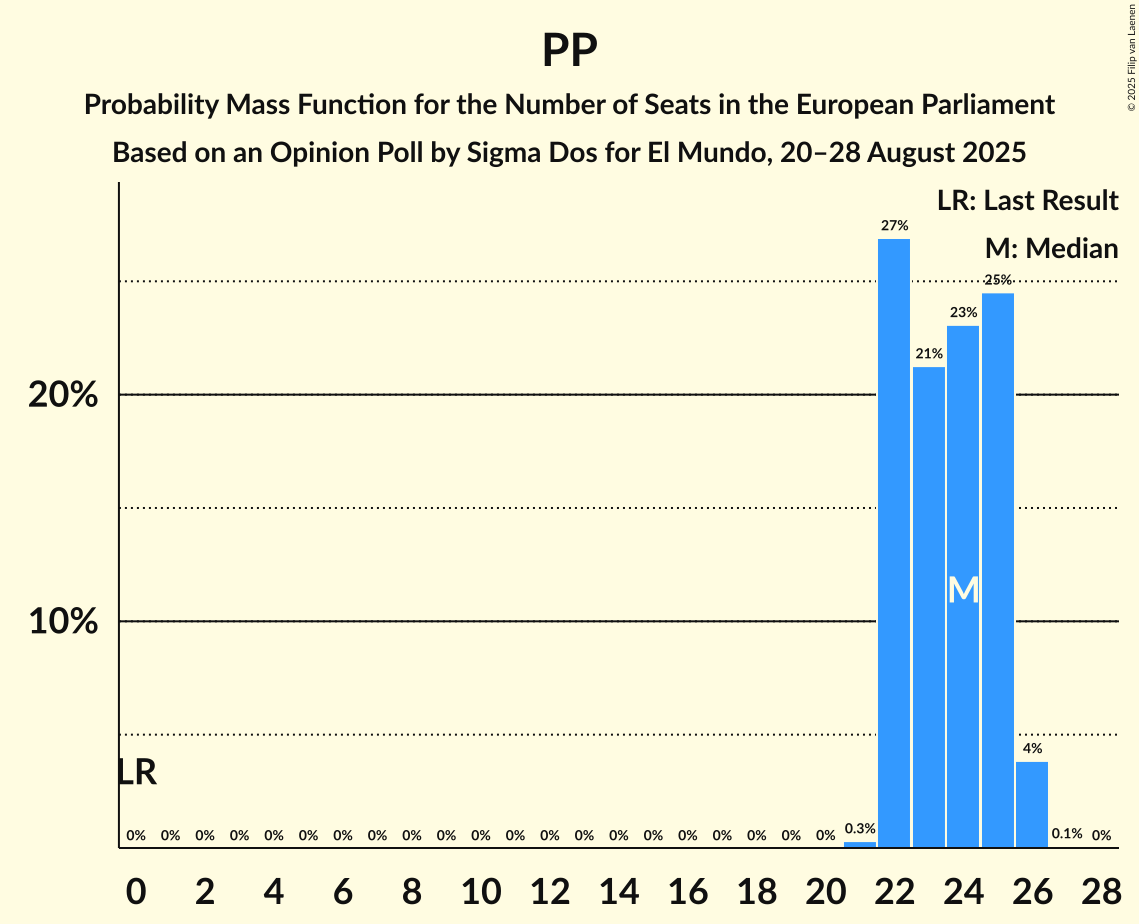 PP
Probability Mass Function for the Number of Seats in the European Parliament
Based on an Opinion Poll by Sigma Dos for El Mundo, 20–28 August 2025
© 2025 Filip van Laenen
LR: Last Result
M: Median
27%
25%
23%
21%
20%
M
10%
4%
LR
0% 0% 0% 0% 0% 0% 0% 0% 0% 0% 0% 0% 0% 0% 0% 0% 0% 0% 0% 0% 0% 0.3% 0.1% 0%
0 2 4 6 8 10 12 14 16 18 20 22 24 26 28